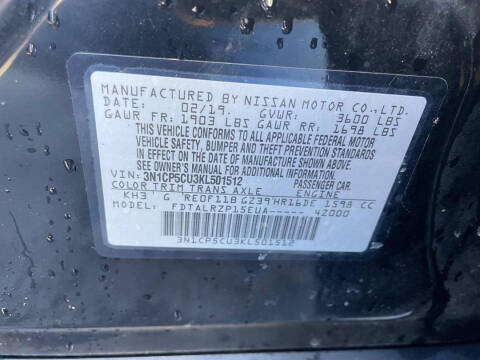 MANUFACTURED BY NISSAN MOTOR CO.,LTD.
DATE: 02/19. GVWR: 3600 LBS
GAWR FR: 1903 LBS GAWR RR: 1698 LBS
THIS VEHICLE CONFORMS TO ALL APPLICABLE FEDERAL MOTOR
VEHICLE SAFETY, BUMPER AND THEFT PREVENTION STANDARDS
IN EFFECT ON THE DATE OF MANUFACTURE SHOWN ABOVE.
SEE OWNER'S MANUAL FOR ADDITIONAL INFORMATION.
VIN: 3N1CP5CU3KL501512 PASSENGER CAR
COLOR TRIM TRANS AXLE ENGINE
KH3 G RE0F11B GZ39 HR16DE 1598 CC
MODEL: FDTALRZP15EUA----- 42000
3N1CP5CU3KL501512